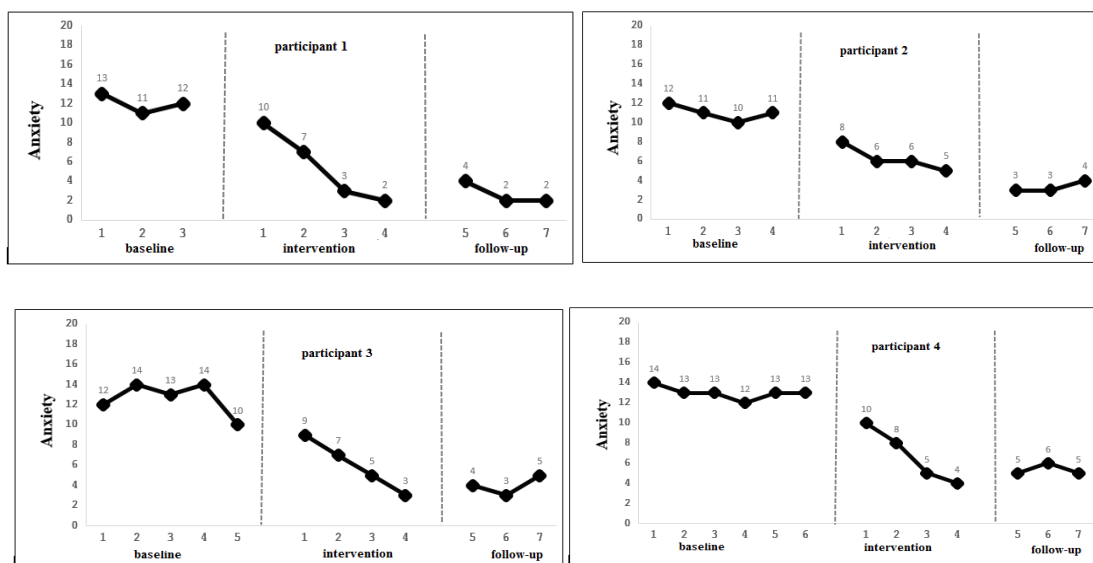 participant 1
Anxiety
20
18
16
14
12
10
8
6
4
2
0
13 11 12 10 7 3 2 4 2 2
1 2 3 1 2 3 4 5 6 7
baseline intervention follow-up
participant 2
Anxiety
20
18
16
14
12
10
8
6
4
2
0
12 11 10 11 8 6 6 5 3 3 4
1 2 3 4 1 2 3 4 5 6 7
baseline intervention follow-up
participant 3
Anxiety
20
18
16
14
12
10
8
6
4
2
0
12 14 13 14 10 9 7 5 3 4 3 5
1 2 3 4 5 1 2 3 4 5 6 7
baseline intervention follow-up
participant 4
Anxiety
20
18
16
14
12
10
8
6
4
2
0
14 13 13 12 13 13 10 8 5 4 5 6 5
1 2 3 4 5 6 1 2 3 4 5 6 7
baseline intervention follow-up